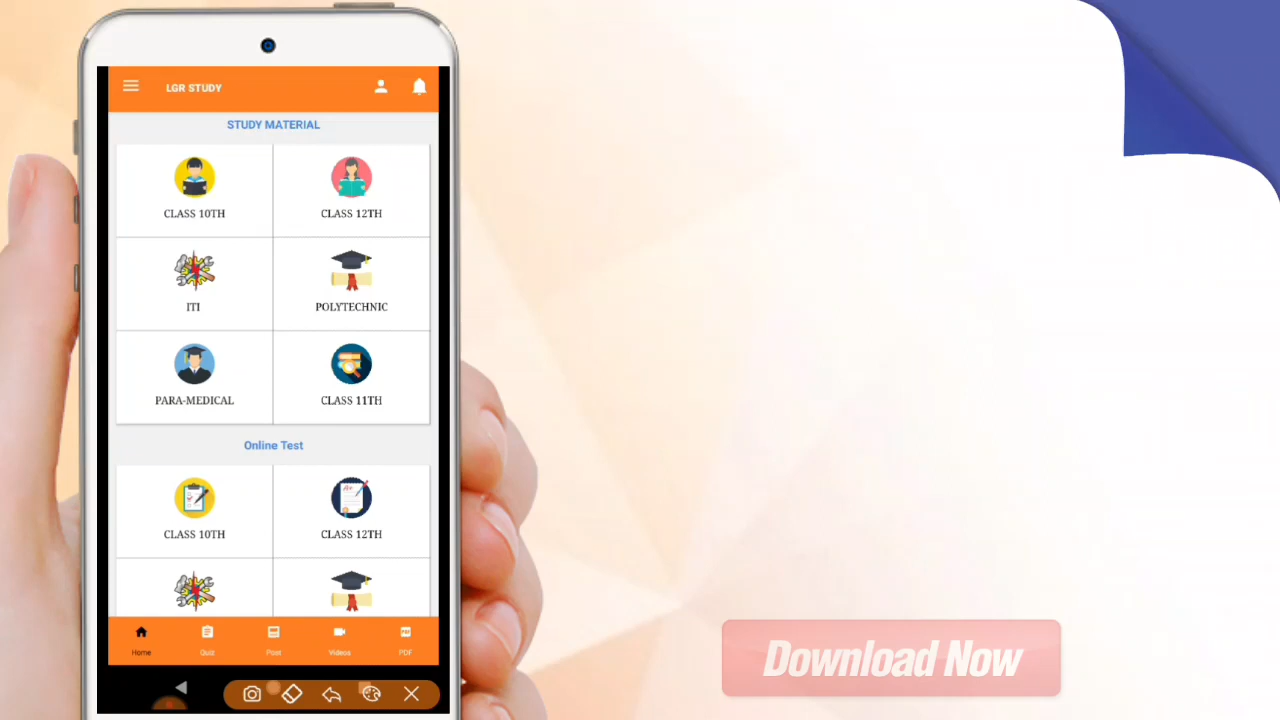 LGR STUDY
STUDY MATERIAL
CLASS 10TH
CLASS 12TH
ITI
POLYTECHNIC
PARA-MEDICAL
CLASS 11TH
Online Test
CLASS 10TH
CLASS 12TH
Home
Quiz
Post
Videos
PDF
Download Now